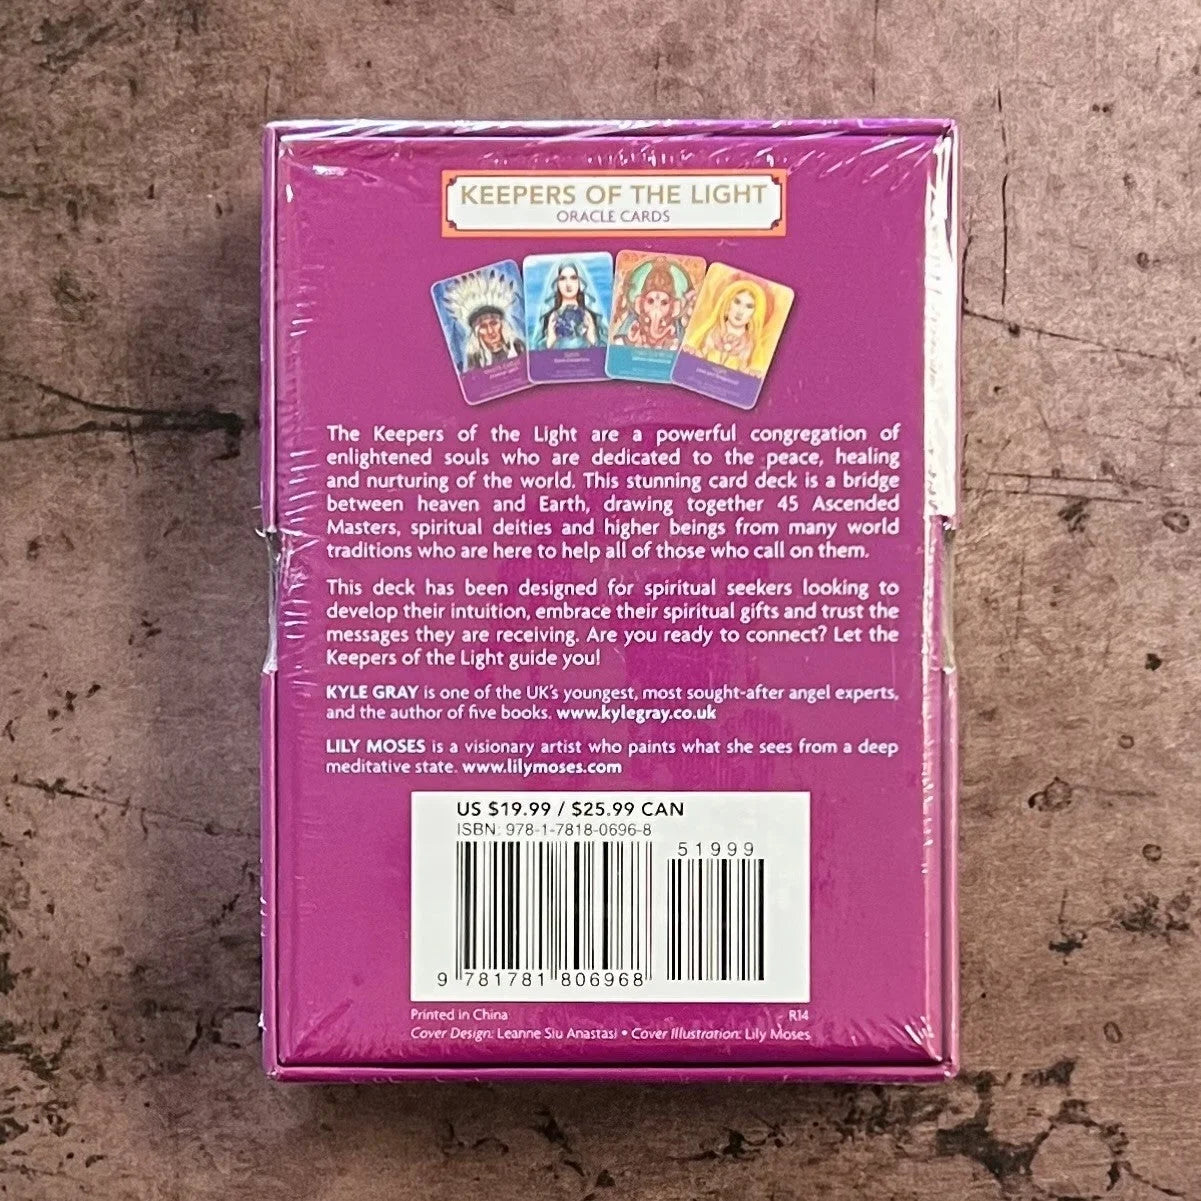 KEEPERS OF THE LIGHT
ORACLE CARDS
The Keepers of the Light are a powerful congregation of
enlightened souls who are dedicated to the peace, healing
and nurturing of the world. This stunning card deck is a bridge
between heaven and Earth, drawing together 45 Ascended
Masters, spiritual deities and higher beings from many world
traditions who are here to help all of those who call on them.
This deck has been designed for spiritual seekers looking to
develop their intuition, embrace their spiritual gifts and trust the
messages they are receiving. Are you ready to connect? Let the
Keepers of the Light guide you!
KYLE GRAY is one of the UK's youngest, most sought-after angel experts,
and the author of five books. www.kylegray.co.uk
LILY MOSES is a visionary artist who paints what she sees from a deep
meditative state. www.lilymoses.com
US $19.99 / $25.99 CAN
ISBN: 978-1-7818-0696-8
51999
9 781781 806968
Printed in China R14
Cover Design: Leanne Siu Anastasi • Cover Illustration: Lily Moses